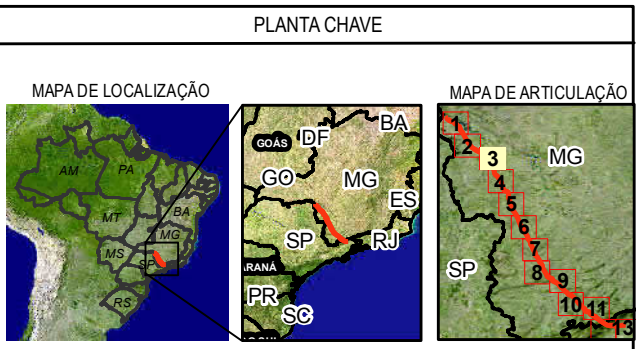 PLANTA CHAVE
MAPA DE LOCALIZAÇÃO
AM
PA
MT
BA
MG
MS
SP
RS
GOÁS
DF
BA
GO
MG
ES
SP
RJ
ARANÁ
PR
SC
MAPA DE ARTICULAÇÃO
1
2
3
MG
4
5
6
7
SP
8
9
10
11
13